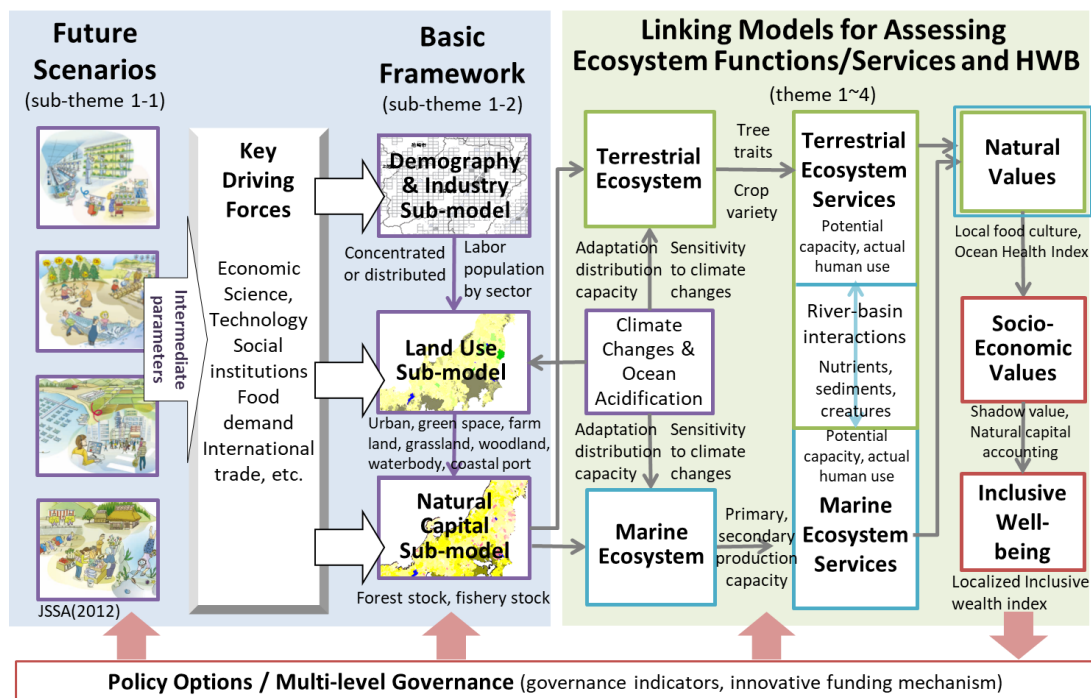 Future
Scenarios
(sub-theme 1-1)
JSSA(2012)
Intermediate
parameters
Key
Driving
Forces
Economic
Science,
Technology
Social
institutions
Food
demand
International
trade, etc.
Basic
Framework
(sub-theme 1-2)
Demography
& Industry
Sub-model
Concentrated
or distributed
Labor
population
by sector
Land Use
Sub-model
Urban, green space, farm
land, grassland, woodland,
waterbody, coastal port
Natural
Capital
Sub-model
Forest stock, fishery stock
Linking Models for Assessing
Ecosystem Functions/Services and HWB
(theme 1~4)
Terrestrial
Ecosystem
Tree
traits
Crop
variety
Adaptation
distribution
capacity
Sensitivity
to climate
changes
Climate
Changes &
Ocean
Acidification
Adaptation
distribution
capacity
Sensitivity
to climate
changes
Marine
Ecosystem
Primary,
secondary
production
capacity
Terrestrial
Ecosystem
Services
Potential
capacity, actual
human use
River-basin
interactions
Nutrients,
sediments,
creatures
Potential
capacity, actual
human use
Marine
Ecosystem
Services
Natural
Values
Local food culture,
Ocean Health Index
Socio-
Economic
Values
Shadow value,
Natural capital
accounting
Inclusive
Well-
being
Localized Inclusive
wealth index
Policy Options / Multi-level Governance (governance indicators, innovative funding mechanism)